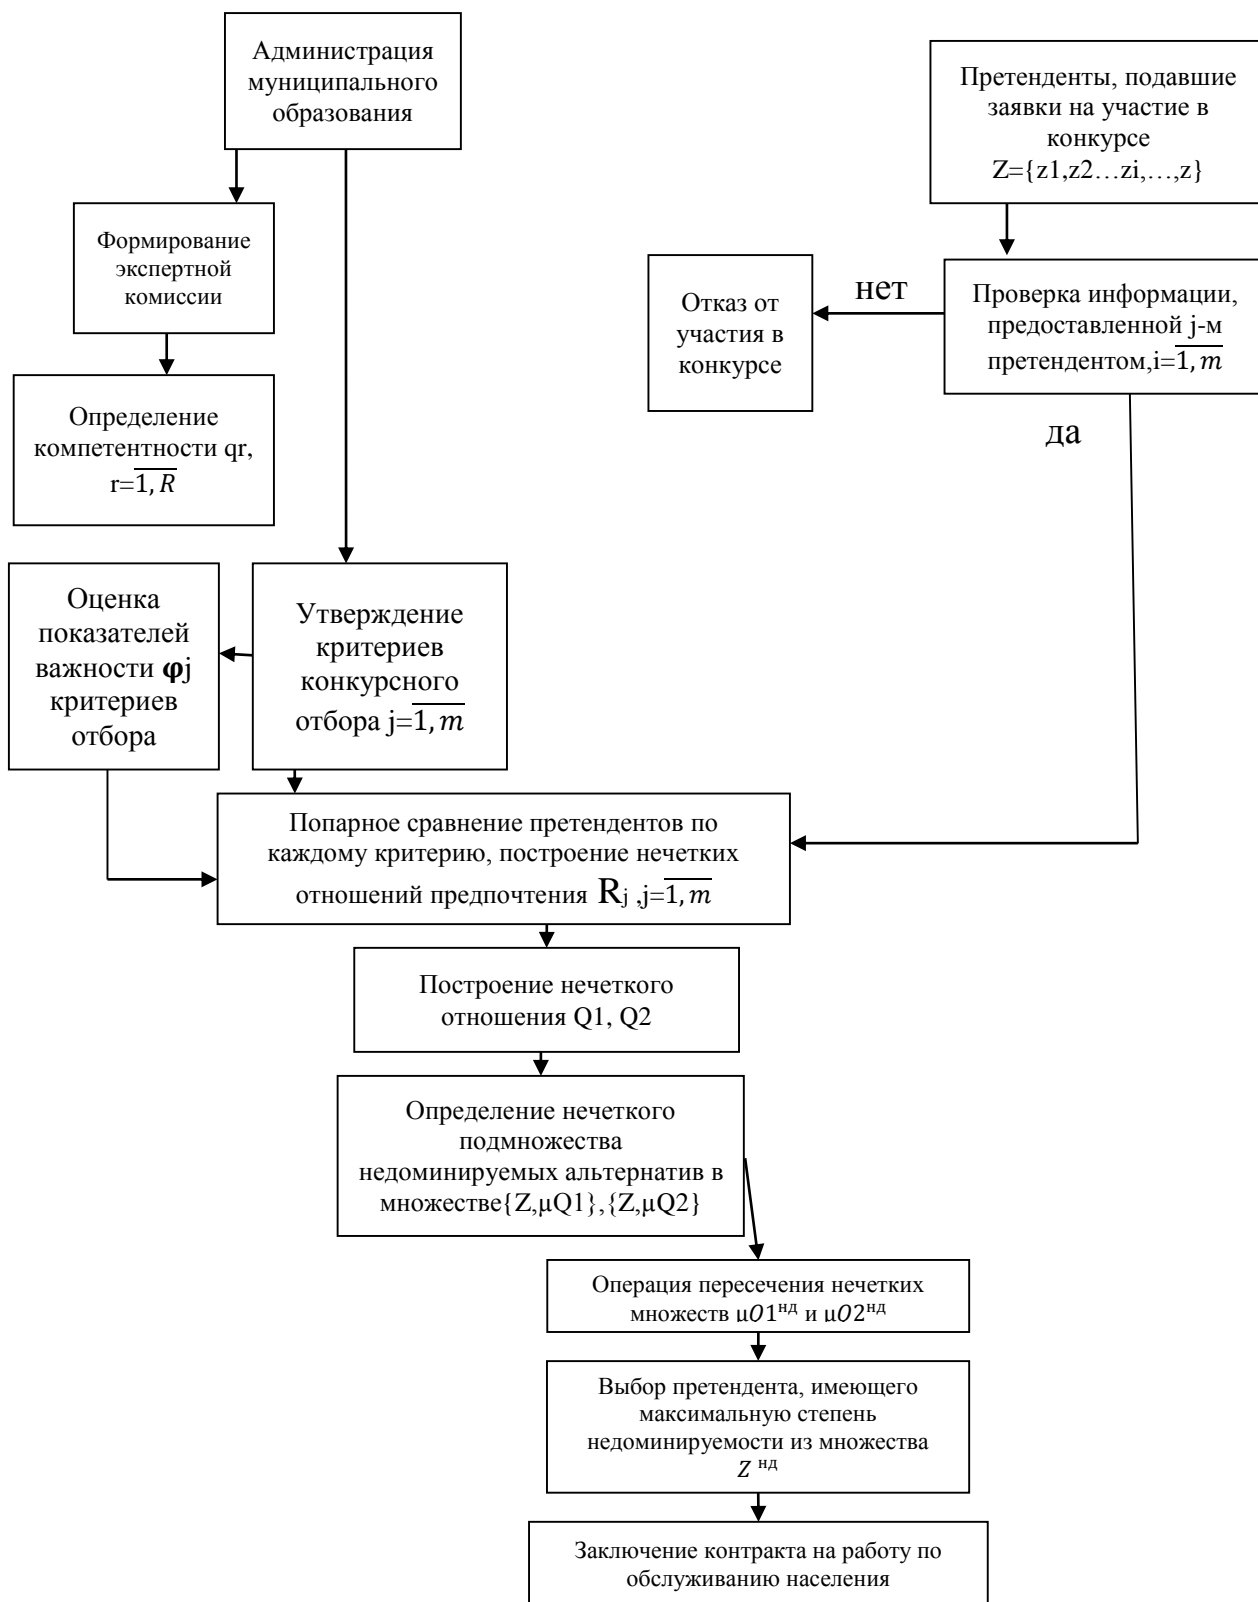 Администрация
муниципального
образования
Претенденты, подавшие
заявки на участие в
конкурсе
Z={z1,z2…zi,…,z}
Формирование
экспертной
комиссии
Отказ от
участия в
конкурсе
нет
Проверка информации,
предоставленной j-м
претендентом,i=1, m
да
Определение
компетентности qr,
r=1, R
Оценка
показателей
важности φj
критериев
отбора
Утверждение
критериев
конкурсного
отбора j=1, m
Попарное сравнение претендентов по
каждому критерию, построение нечетких
отношений предпочтения Rj ,j=1, m
Построение нечеткого
отношения Q1, Q2
Определение нечеткого
подмножества
недоминируемых альтернатив в
множестве{Z,µQ1},{Z,µQ2}
Операция пересечения нечетких
множеств µO1нд и µO2нд
Выбор претендента, имеющего
максимальную степень
недоминируемости из множества
Z нд
Заключение контракта на работу по
обслуживанию населения